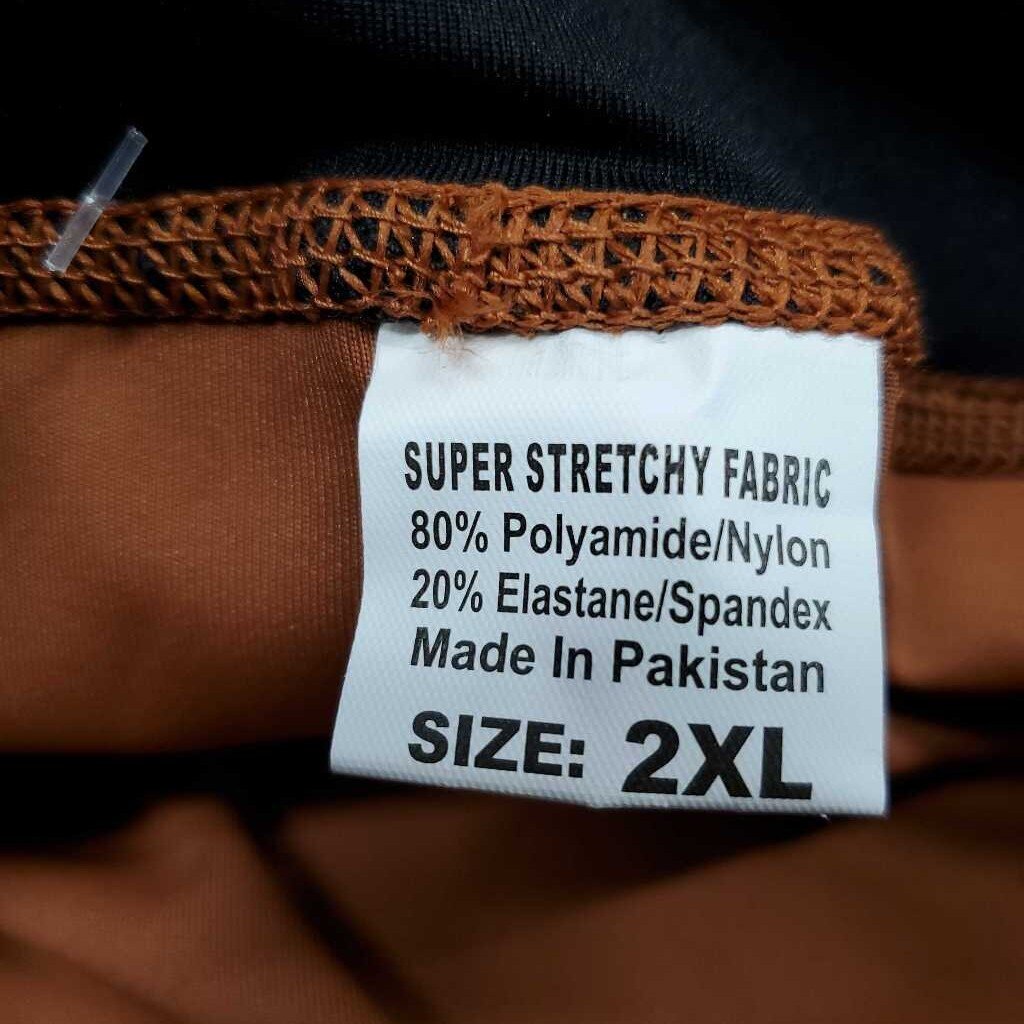 SUPER STRETCHY FABRIC
80% Polyamide/Nylon
20% Elastane/Spandex
Made In Pakistan
SIZE: 2XL